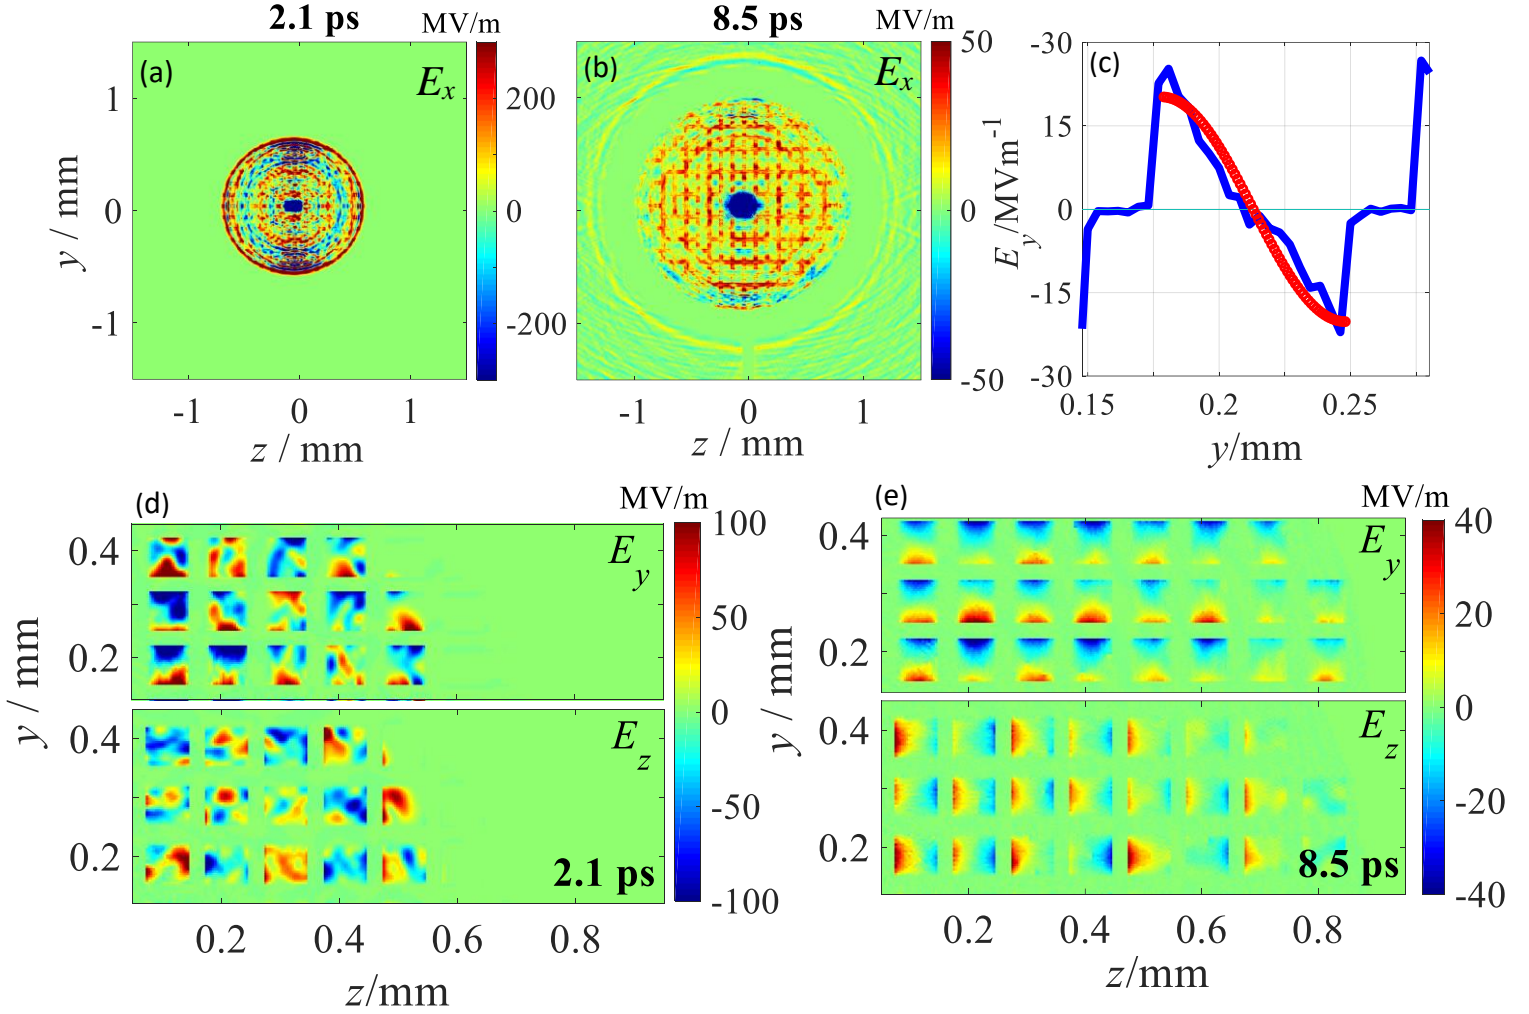 2.1 ps
MV/m
8.5 ps
MV/m
(a)
Ex
(b)
Ex
(c)
y / mm
1
0
-1
-1
0
1
z / mm
200
0
-200
-1
0
1
z / mm
50
0
-50
Ey/MVm-1
-30
15
0
-15
-30
0.15
0.2
0.25
y/mm
(d)
MV/m
Ey
0.4
0.2
y / mm
Ez
0.4
0.2
2.1 ps
0.2
0.4
0.6
0.8
z/mm
100
50
0
-50
-100
(e)
MV/m
Ey
0.4
0.2
y / mm
Ez
0.4
0.2
8.5 ps
0.2
0.4
0.6
0.8
z/mm
40
20
0
-20
-40